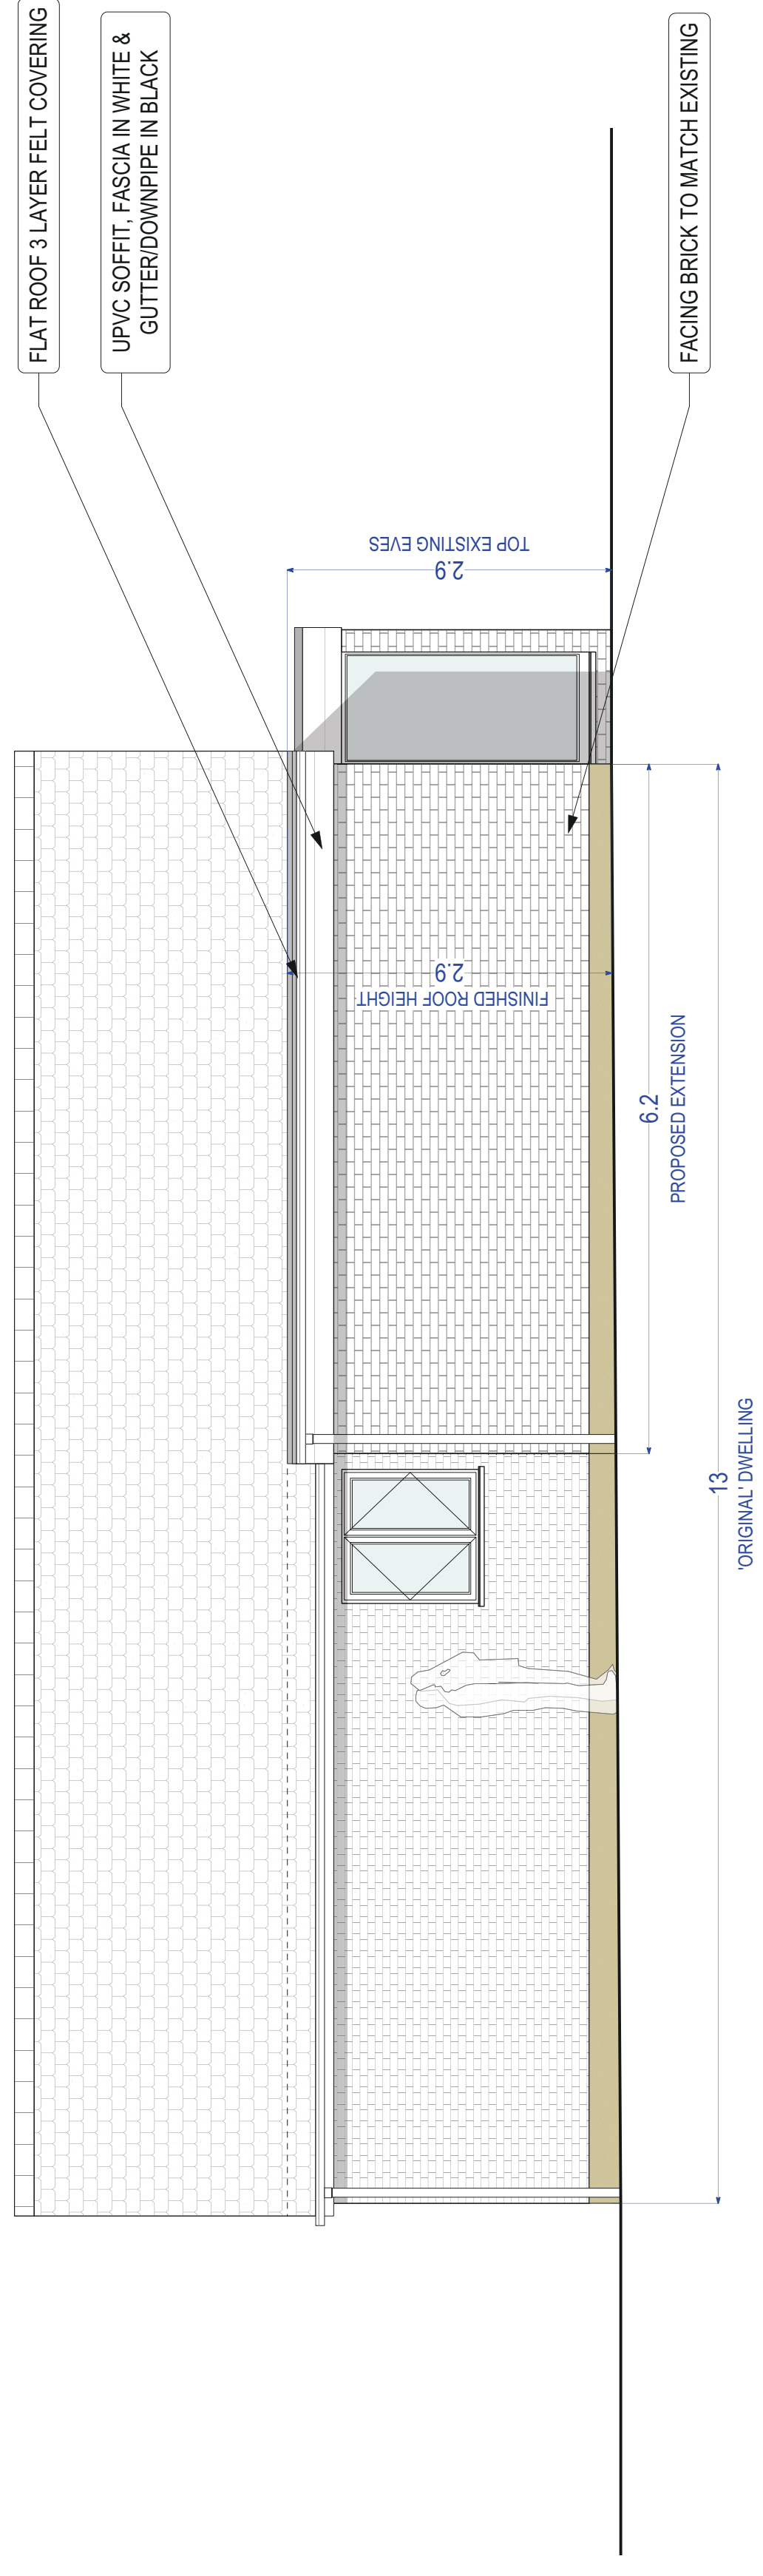 FLAT ROOF 3 LAYER FELT COVERING
UPVC SOFFIT, FASCIA IN WHITE &
GUTTER/DOWNPIPE IN BLACK
FACING BRICK TO MATCH EXISTING
TOP EXISTING EVES
2.9
2.9
FINISHED ROOF HEIGHT
6.2
PROPOSED EXTENSION
13
'ORIGINAL' DWELLING